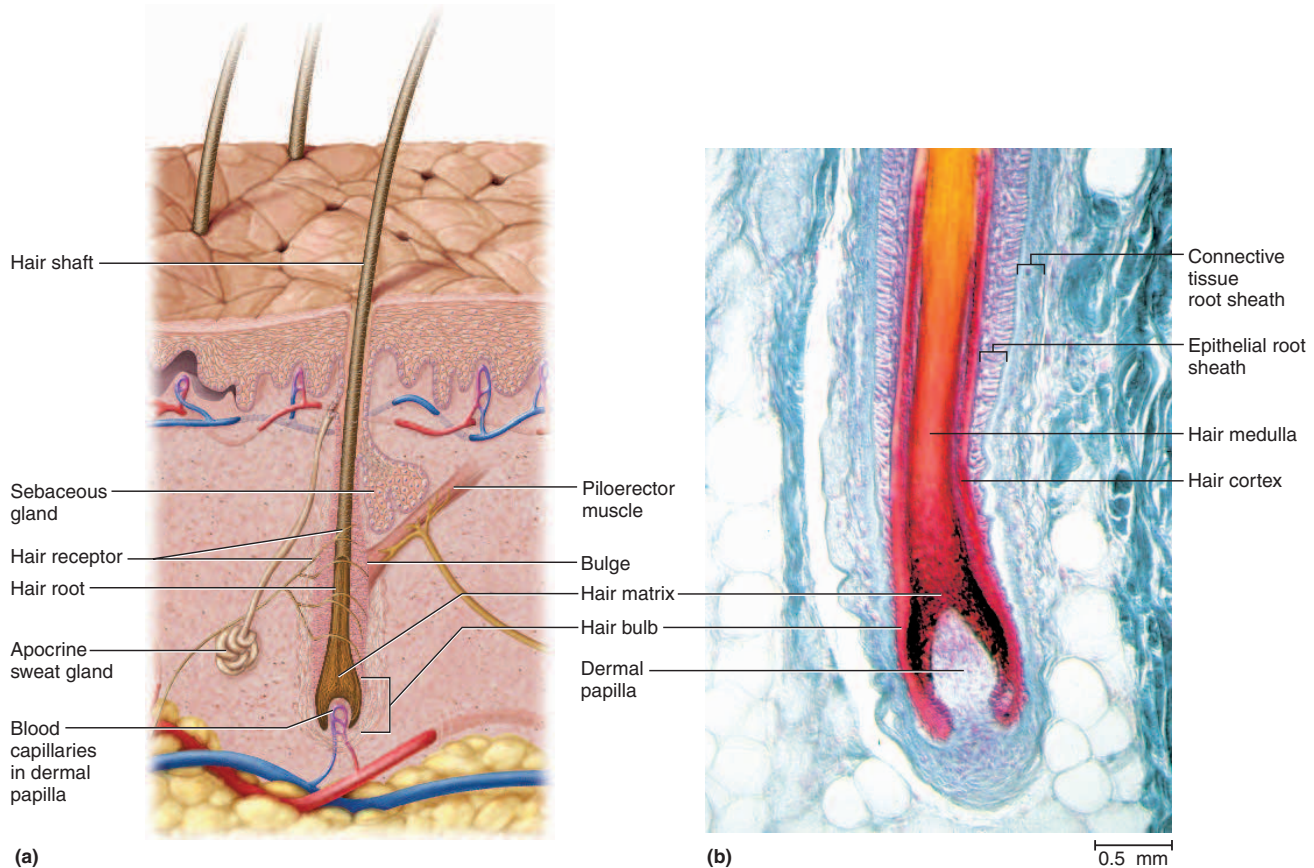 Hair shaft
Sebaceous
gland
Hair receptor
Hair root
Apocrine
sweat gland
Blood
capillaries
in dermal
papilla
Piloerector
muscle
Bulge
Hair matrix
Hair bulb
Dermal
papilla
Connective
tissue
root sheath
Epithelial root
sheath
Hair medulla
Hair cortex
(a)
(b)
0.5 mm